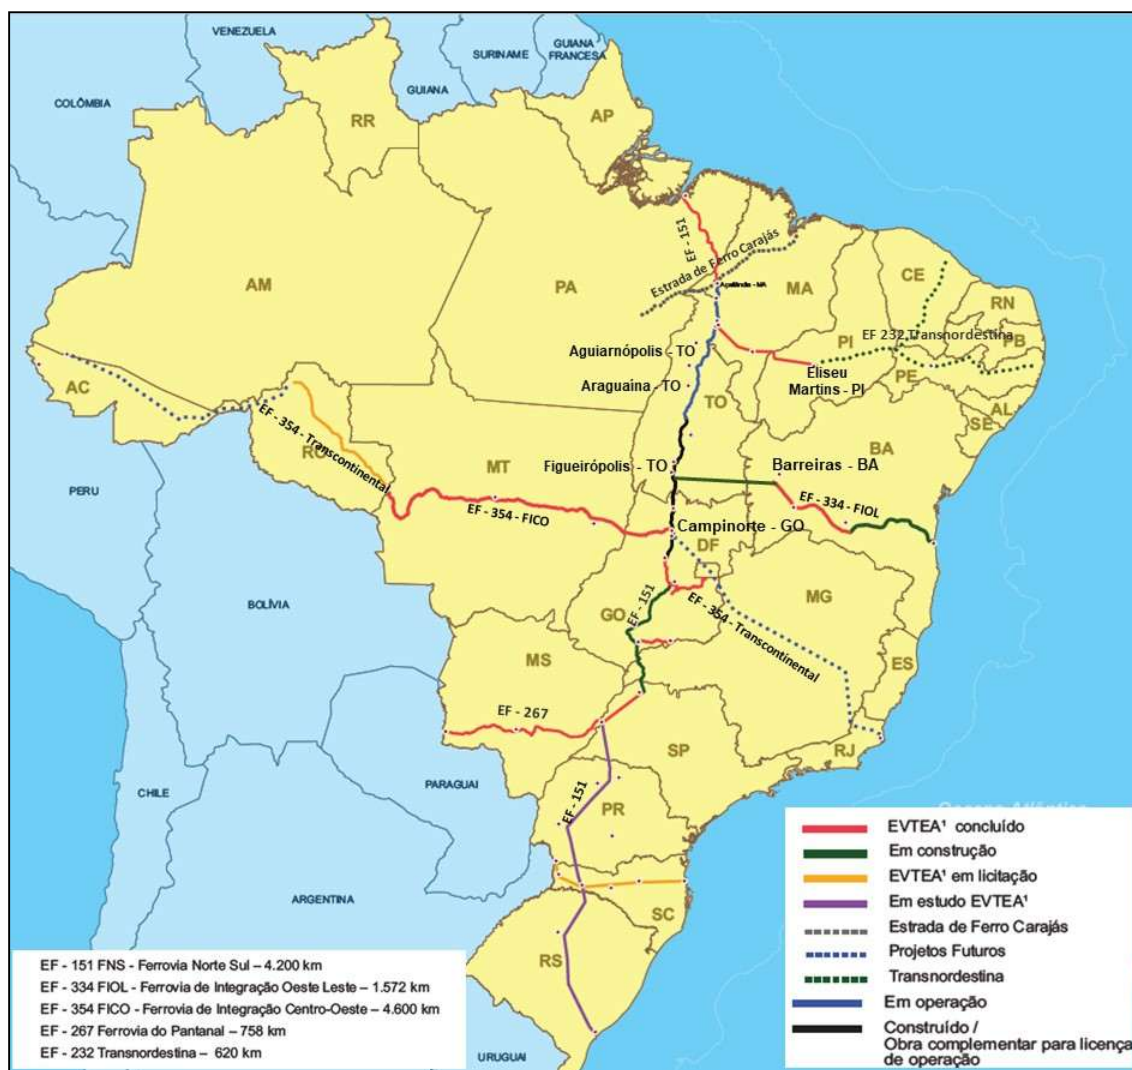 VENEZUELA
GUIANA
FRANCESA
SURINAME
COLÔMBIA
GUIANA
RR
AP
EF - 151
Estrada de Ferro Carajás
AM
PA
MA
CE
RN
PB
PI
EF 232 Transnordestina
PE
AL
SE
Aguiarnópolis - TO
Araguaína - TO
Eliseu
Martins - PI
TO
AC
EF - 354 - Transcontinental
RO
MT
BA
Figueirópolis - TO
Barreiras - BA
EF - 334 - FIOL
PERU
EF - 354 - FICO
Campinorte - GO
DF
BOLÍVIA
GO
EF - 151
EF - 354 - Transcontinental
MG
ES
MS
EF - 267
SP
RJ
PARAGUAI
CHILE
EF - 151
PR
Oceano Atlântico
ARGENTINA
SC
RS
URUGUAI
EVTEA¹ concluído
Em construção
EVTEA¹ em licitação
Em estudo EVTEA¹
Estrada de Ferro Carajás
Projetos Futuros
Transnordestina
Em operação
Construído /
Obra complementar para licença
de operação
EF - 151 FNS - Ferrovia Norte Sul – 4.200 km
EF - 334 FIOL - Ferrovia de Integração Oeste Leste – 1.572 km
EF - 354 FICO - Ferrovia de Integração Centro-Oeste – 4.600 km
EF - 267 Ferrovia do Pantanal – 758 km
EF - 232 Transnordestina – 620 km